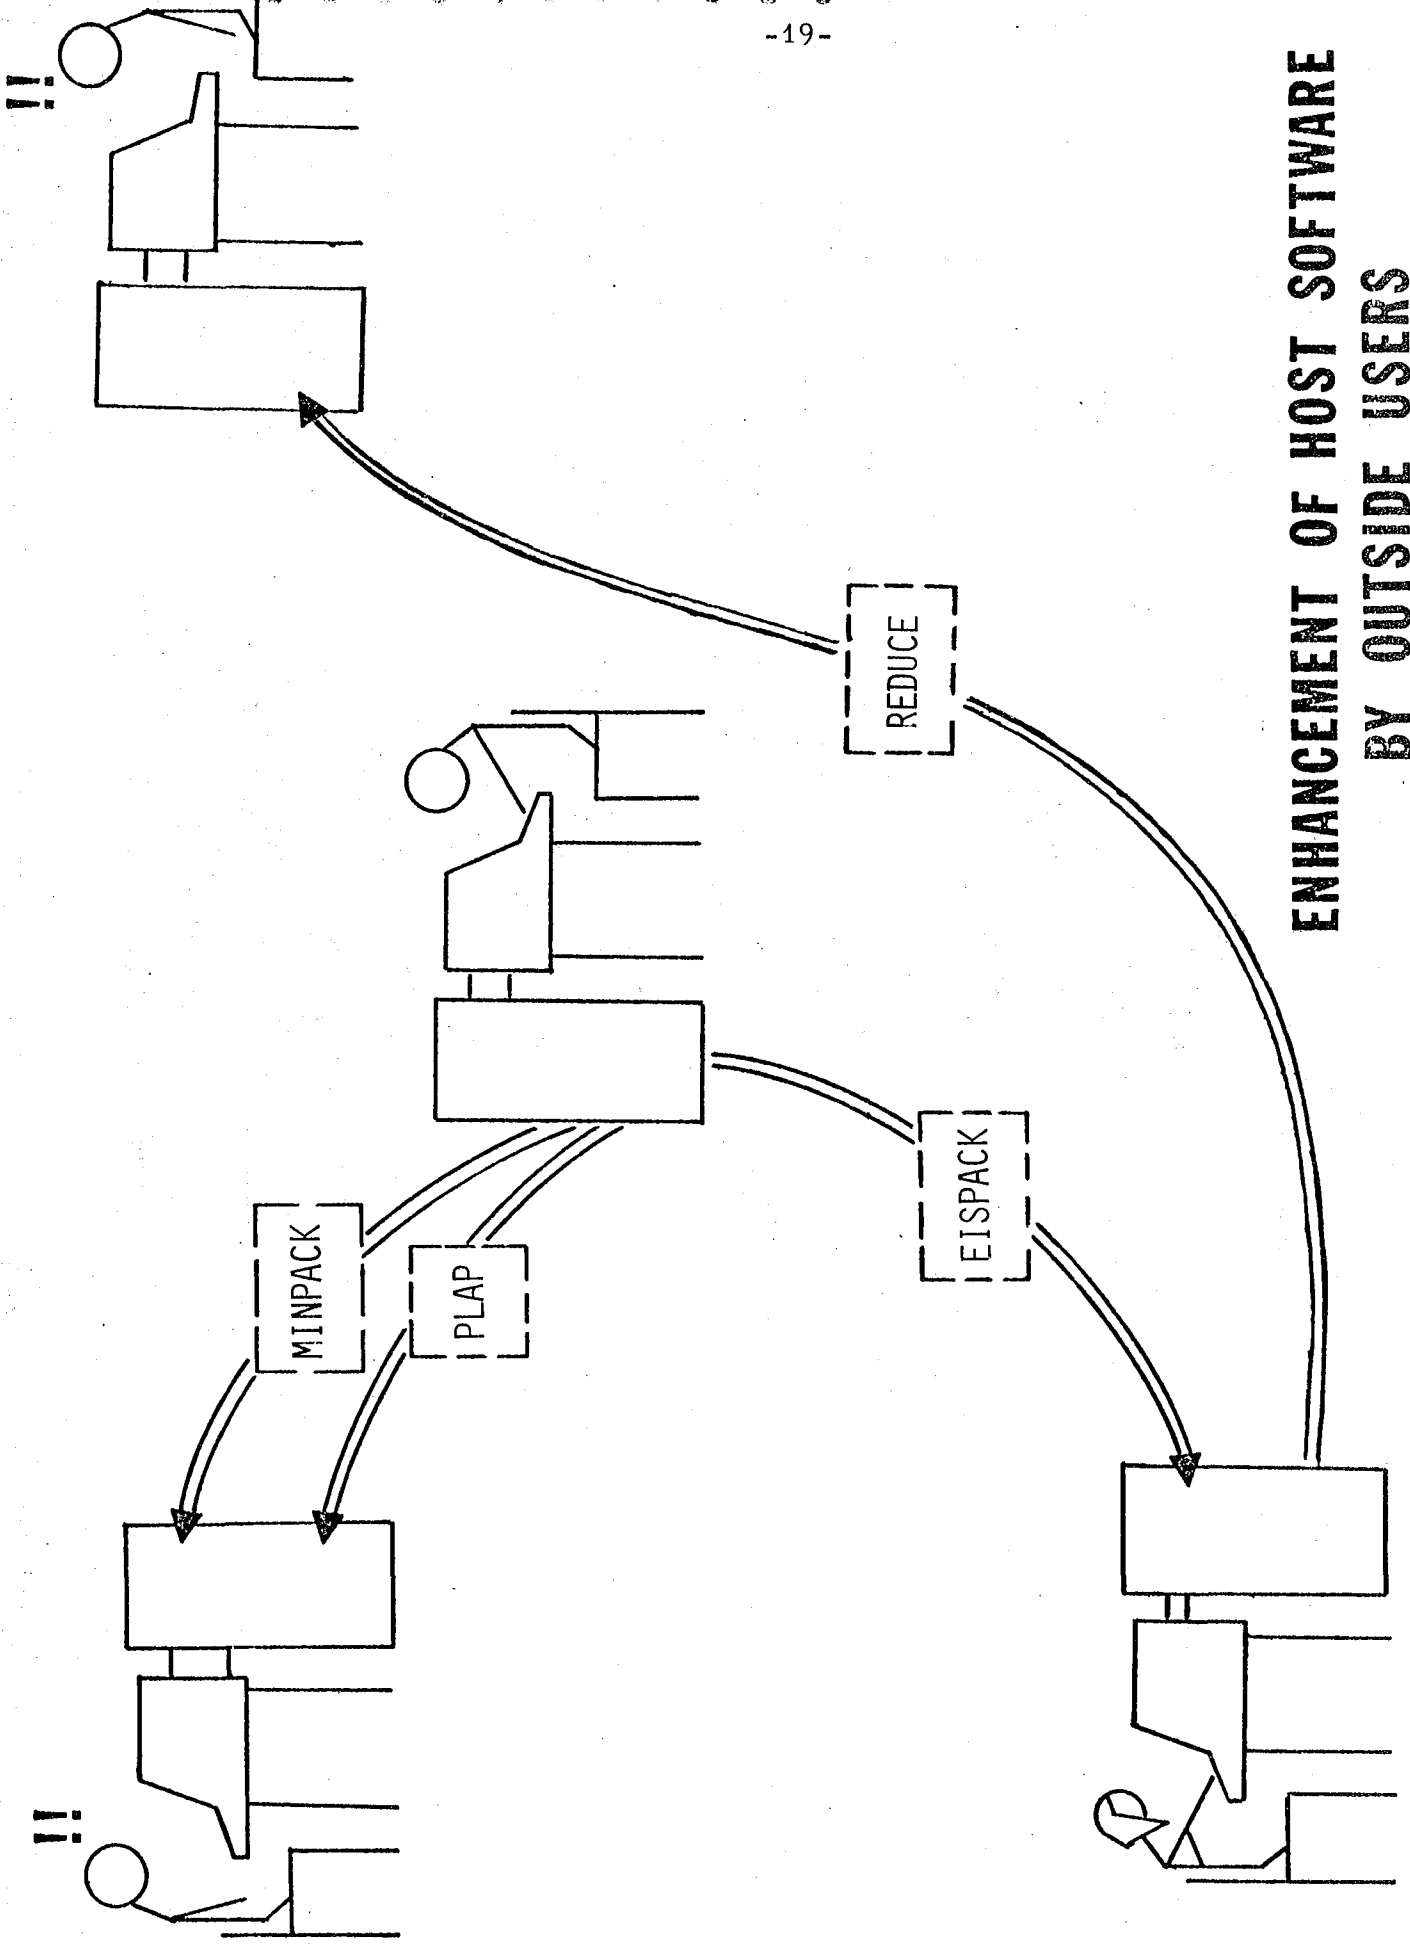 -19-
!!
!!
MINPACK
PLAP
REDUCE
EISPACK
ENHANCEMENT OF HOST SOFTWARE
BY OUTSIDE USERS